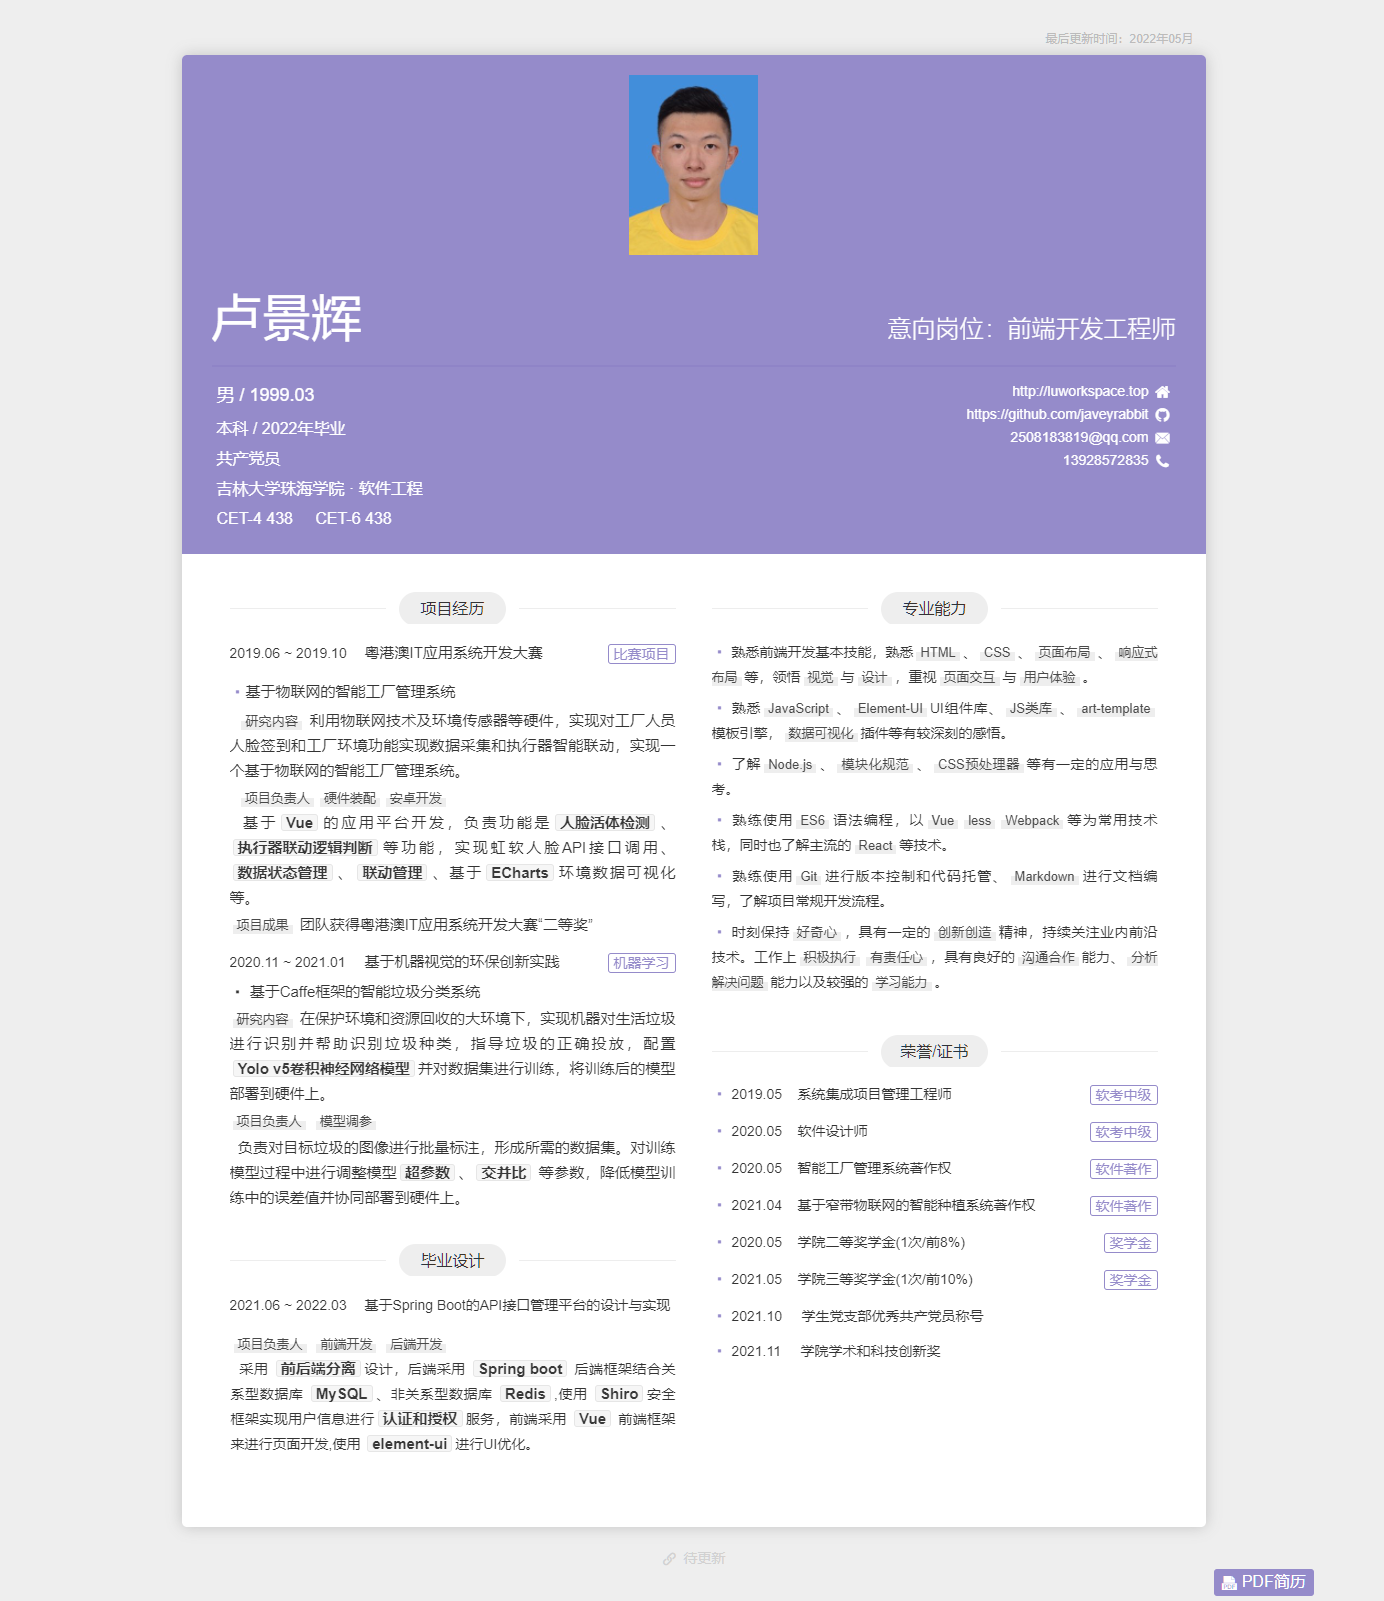 最后更新时间：2022年05月
卢景辉
意向岗位：前端开发工程师
男 / 1999.03
本科 / 2022年毕业
共产党员
吉林大学珠海学院 · 软件工程
CET-4 438 CET-6 438
http://luworkspace.top
https://github.com/javeyrabbit
2508183819@qq.com
13928572835
项目经历
2019.06 ~ 2019.10 粤港澳IT应用系统开发大赛 比赛项目
• 基于物联网的智能工厂管理系统
研究内容 利用物联网技术及环境传感器等硬件，实现对工厂人员
人脸签到和工厂环境功能实现数据采集和执行器智能联动，实现一
个基于物联网的智能工厂管理系统。
项目负责人 硬件装配 安卓开发
基于 Vue 的应用平台开发，负责功能是 人脸活体检测 、
执行器联动逻辑判断 等功能，实现虹软人脸API接口调用、
数据状态管理 、 联动管理 、基于 ECharts 环境数据可视化
等。
项目成果 团队获得粤港澳IT应用系统开发大赛“二等奖”
2020.11 ~ 2021.01 基于机器视觉的环保创新实践 机器学习
• 基于Caffe框架的智能垃圾分类系统
研究内容 在保护环境和资源回收的大环境下，实现机器对生活垃圾
进行识别并帮助识别垃圾种类，指导垃圾的正确投放，配置
Yolo v5卷积神经网络模型 并对数据集进行训练，将训练后的模型
部署到硬件上。
项目负责人 模型调参
负责对目标垃圾的图像进行批量标注，形成所需的数据集。对训练
模型过程中进行调整模型 超参数 、 交并比 等参数，降低模型训
练中的误差值并协同部署到硬件上。
毕业设计
2021.06 ~ 2022.03 基于Spring Boot的API接口管理平台的设计与实现
项目负责人 前端开发 后端开发
采用 前后端分离 设计，后端采用 Spring boot 后端框架结合关
系型数据库 MySQL 、非关系型数据库 Redis ,使用 Shiro 安全
框架实现用户信息进行 认证和授权 服务，前端采用 Vue 前端框架
来进行页面开发,使用 element-ui 进行UI优化。
专业能力
• 熟悉前端开发基本技能，熟悉 HTML 、 CSS 、 页面布局 、 响应式
布局 等，领悟 视觉 与 设计 ，重视 页面交互 与 用户体验 。
• 熟悉 JavaScript 、 Element-UI UI组件库、 JS类库 、 art-template
模板引擎， 数据可视化 插件等有较深刻的感悟。
• 了解 Node.js 、 模块化规范 、 CSS预处理器 等有一定的应用与思
考。
• 熟练使用 ES6 语法编程，以 Vue less Webpack 等为常用技术
栈，同时也了解主流的 React 等技术。
• 熟练使用 Git 进行版本控制和代码托管、 Markdown 进行文档编
写，了解项目常规开发流程。
• 时刻保持 好奇心 ，具有一定的 创新创造 精神，持续关注业内前沿
技术。工作上 积极执行 有责任心 ，具有良好的 沟通合作 能力、 分析
解决问题 能力以及较强的 学习能力 。
荣誉/证书
• 2019.05 系统集成项目管理工程师 软考中级
• 2020.05 软件设计师 软考中级
• 2020.05 智能工厂管理系统著作权 软件著作
• 2021.04 基于窄带物联网的智能种植系统著作权 软件著作
• 2020.05 学院二等奖学金(1次/前8%) 奖学金
• 2021.05 学院三等奖学金(1次/前10%) 奖学金
• 2021.10 学生党支部优秀共产党员称号
• 2021.11 学院学术和科技创新奖
待更新
PDF简历